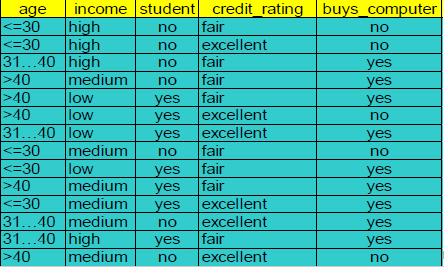 age income student credit_rating buys_computer
<=30 high no fair no
<=30 high no excellent no
31…40 high no fair yes
>40 medium no fair yes
>40 low yes fair yes
>40 low yes excellent no
31…40 low yes excellent yes
<=30 medium no fair no
<=30 low yes fair yes
>40 medium yes fair yes
<=30 medium yes excellent yes
31…40 medium no excellent yes
31…40 high yes fair yes
>40 medium no excellent no